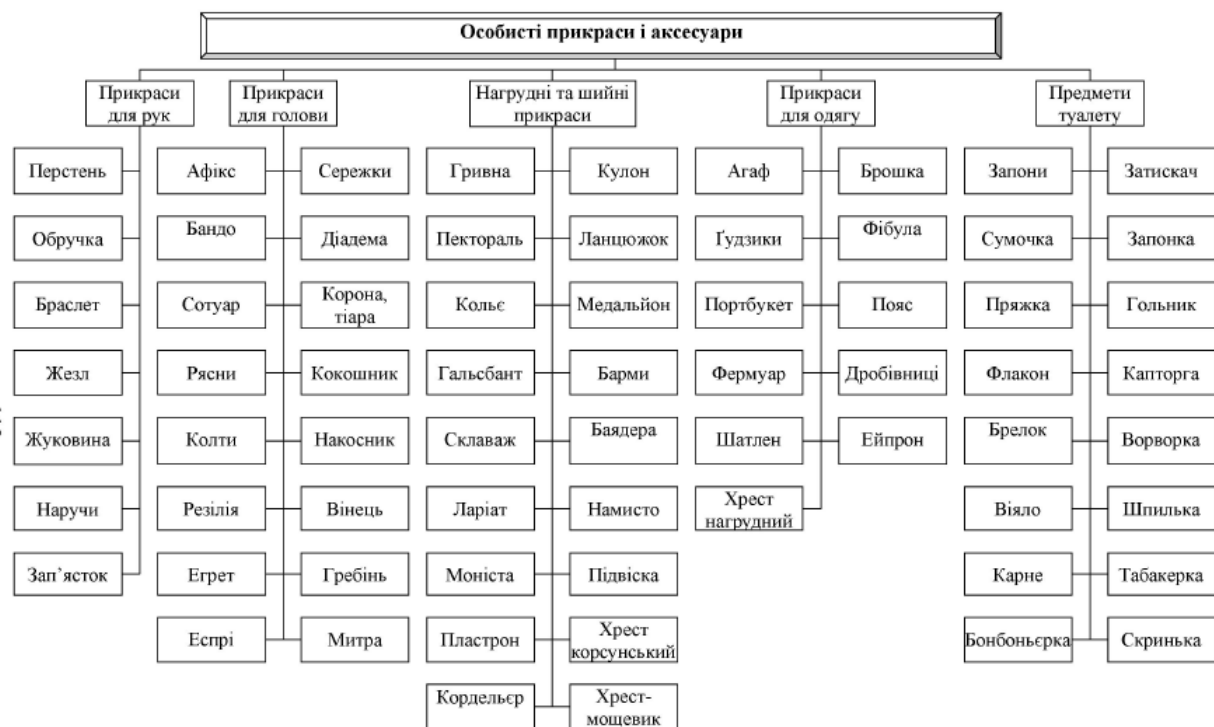 Особисті прикраси і аксесуари
Прикраси
для рук
Прикраси
для голови
Нагрудні та шийні
прикраси
Прикраси
для одягу
Предмети
туалету
Перстень
Афікс
Сережки
Гривна
Кулон
Агаф
Брошка
Запони
Затискач
Обручка
Бандо
Діадема
Пектораль
Ланцюжок
Ґудзики
Фібула
Сумочка
Запонка
Браслет
Сотуар
Корона,
тіара
Кольє
Медальйон
Портбукет
Пояс
Пряжка
Гольник
Жезл
Рясни
Кокошник
Гальсбант
Барми
Фермуар
Дробівниці
Флакон
Капторга
Жуковина
Колти
Накосник
Склаваж
Баядера
Шатлен
Ейпрон
Брелок
Ворворка
Наручи
Резілія
Вінець
Ларіат
Намисто
Хрест
нагрудний
Віяло
Шпилька
Зап’ясток
Егрет
Гребінь
Моніста
Підвіска
Карне
Табакерка
Еспрі
Митра
Пластрон
Хрест
корсунський
Бонбоньєрка
Скринька
Кордельєр
Хрест-
мощевик